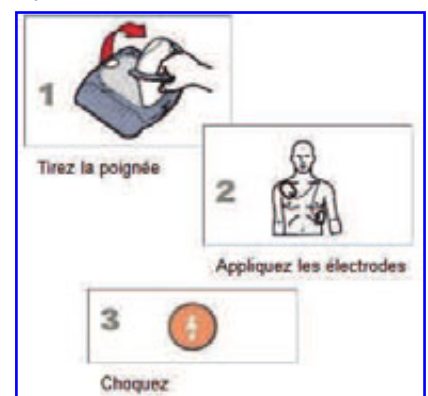 1
Tirez la poignée
2
Appliquez les électrodes
3
Choquez